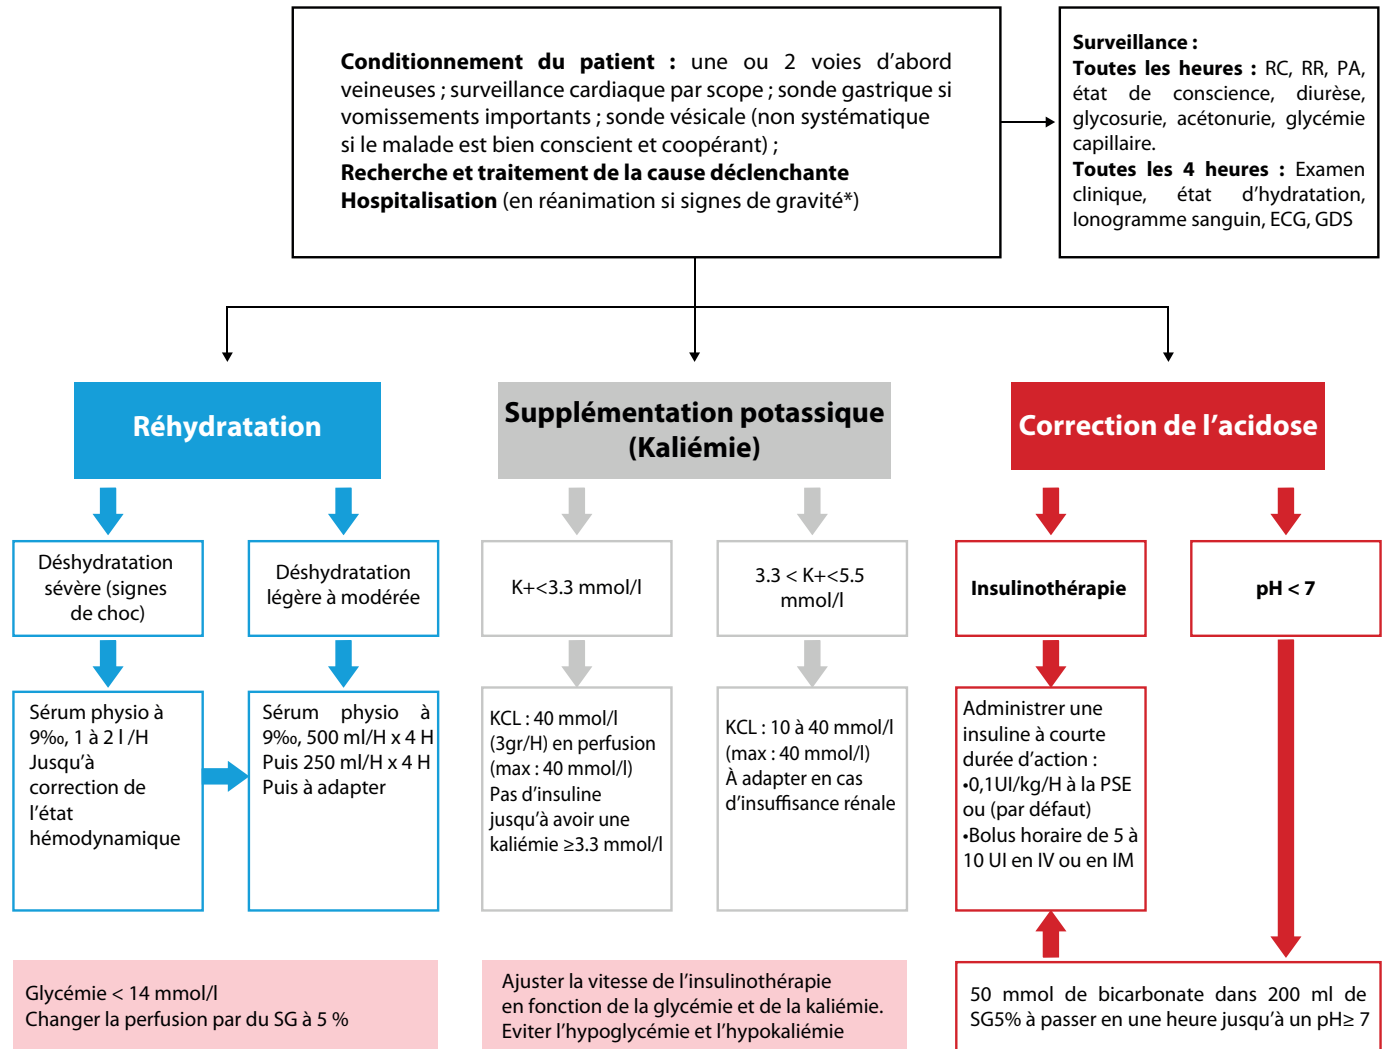 Conditionnement du patient : une ou 2 voies d'abord
veineuses ; surveillance cardiaque par scope ; sonde gastrique si
vomissements importants ; sonde vésicale (non systématique
si le malade est bien conscient et coopérant) ;
Recherche et traitement de la cause déclenchante
Hospitalisation (en réanimation si signes de gravité*)
Surveillance :
Toutes les heures : RC, RR, PA,
état de conscience, diurèse,
glycosurie, acétonurie, glycémie
capillaire.
Toutes les 4 heures : Examen
clinique, état d'hydratation,
Ionogramme sanguin, ECG, GDS
Réhydratation
Déshydratation
sévère (signes
de choc)
Déshydratation
légère à modérée
Sérum physio à
9‰, 1 à 2 l /H
Jusqu'à
correction de
l'état
hémodynamique
Sérum physio à
9‰, 500 ml/H x 4 H
Puis 250 ml/H x 4 H
Puis à adapter
Glycémie < 14 mmol/l
Changer la perfusion par du SG à 5 %
Supplémentation potassique
(Kaliémie)
K+<3.3 mmol/l
3.3 < K+<5.5
mmol/l
KCL : 40 mmol/l
(3gr/H) en perfusion
(max : 40 mmol/l)
Pas d'insuline
jusqu'à avoir une
kaliémie ≥3.3 mmol/l
KCL : 10 à 40 mmol/l
(max : 40 mmol/l)
À adapter en cas
d'insuffisance rénale
Ajuster la vitesse de l'insulinothérapie
en fonction de la glycémie et de la kaliémie.
Eviter l'hypoglycémie et l'hypokaliémie
Correction de l'acidose
Insulinothérapie
pH < 7
Administrer une
insuline à courte
durée d'action :
•0,1UI/kg/H à la PSE
ou (par défaut)
•Bolus horaire de 5 à
10 UI en IV ou en IM
50 mmol de bicarbonate dans 200 ml de
SG5% à passer en une heure jusqu'à un pH≥ 7